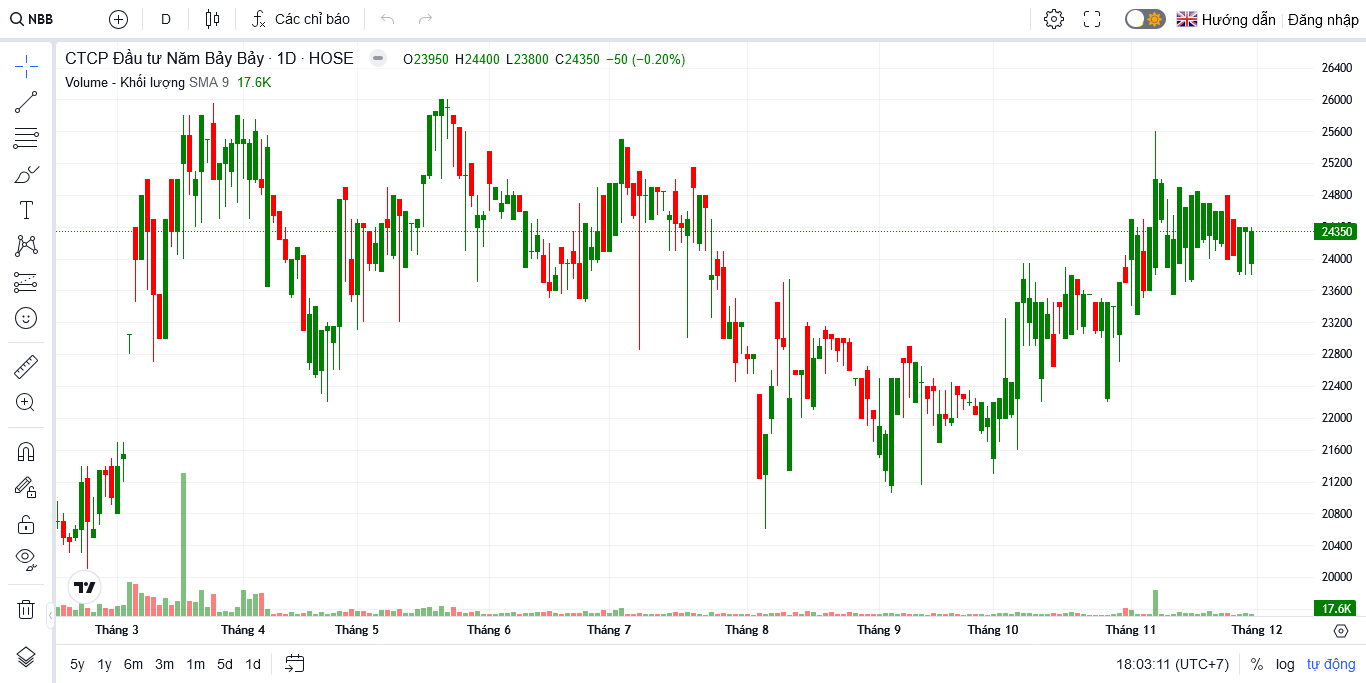 NBB D Các chỉ báo Hướng dẫn Đăng nhập
CTCP Đầu tư Năm Bảy Bảy · 1D · HOSE O23950 H24400 L23800 C24350 −50 (−0.20%)
Volume - Khối lượng SMA 9 17.6K
26400
26000
25600
25200
24800
24350
24000
23600
23200
22800
22400
22000
21600
21200
20800
20400
20000
17.6K
Tháng 3 Tháng 4 Tháng 5 Tháng 6 Tháng 7 Tháng 8 Tháng 9 Tháng 10 Tháng 11 Tháng 12
5y 1y 6m 3m 1m 5d 1d 18:03:11 (UTC+7) % log tự động